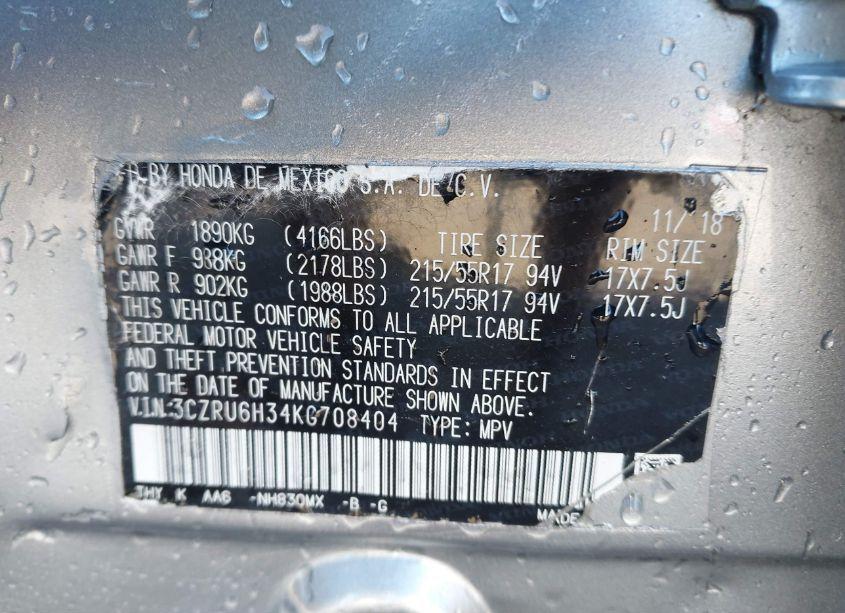 D BY HONDA DE MEXICO S.A. DE C.V.
11/ 18
GVWR 1890KG (4166LBS) TIRE SIZE RIM SIZE
GAWR F 988KG (2178LBS) 215/55R17 94V 17X7.5J
GAWR R 902KG (1988LBS) 215/55R17 94V 17X7.5J
THIS VEHICLE CONFORMS TO ALL APPLICABLE
FEDERAL MOTOR VEHICLE SAFETY
AND THEFT PREVENTION STANDARDS IN EFFECT
ON THE DATE OF MANUFACTURE SHOWN ABOVE.
V.I.N:3CZRU6H34KG708404 TYPE: MPV
THY K AA6 -NH830MX -B -G MADE